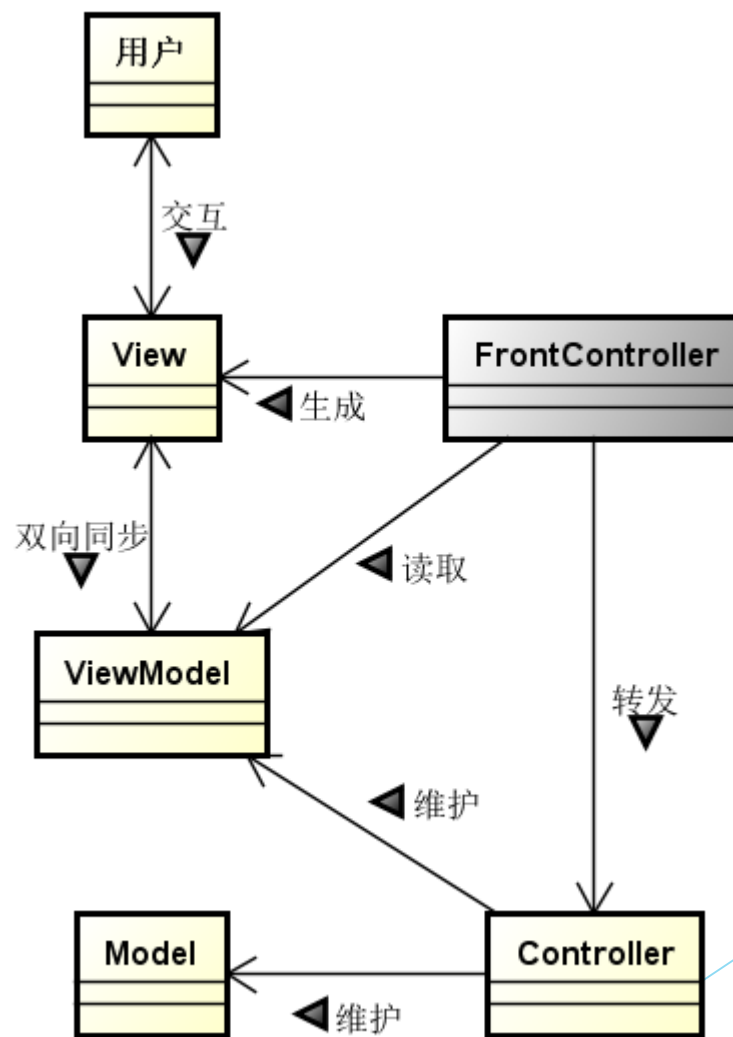 用户
交互
View
FrontController
生成
双向同步
读取
ViewModel
转发
维护
Model
Controller
维护